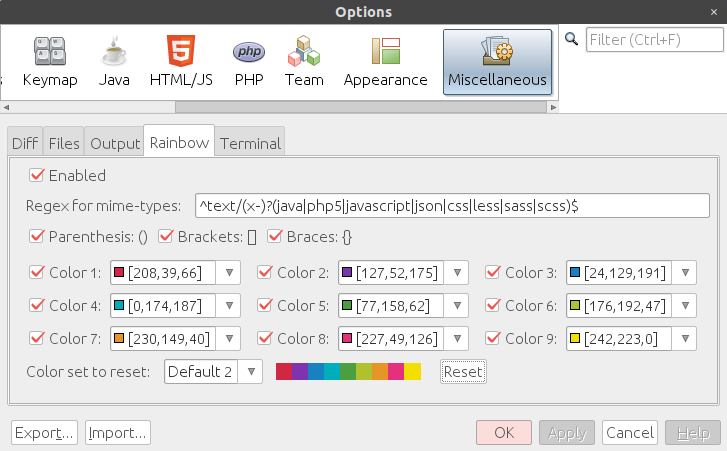 Options
Keymap Java HTML/JS PHP Team Appearance Miscellaneous Filter (Ctrl+F)
Diff Files Output Rainbow Terminal
Enabled
Regex for mime-types: ^text/(x-)?(java|php5|javascript|json|css|less|sass|scss)$
Parenthesis: () Brackets: [] Braces: {}
Color 1: [208,39,66] Color 2: [127,52,175] Color 3: [24,129,191]
Color 4: [0,174,187] Color 5: [77,158,62] Color 6: [176,192,47]
Color 7: [230,149,40] Color 8: [227,49,126] Color 9: [242,223,0]
Color set to reset: Default 2 Reset
Export... Import... OK Apply Cancel Help